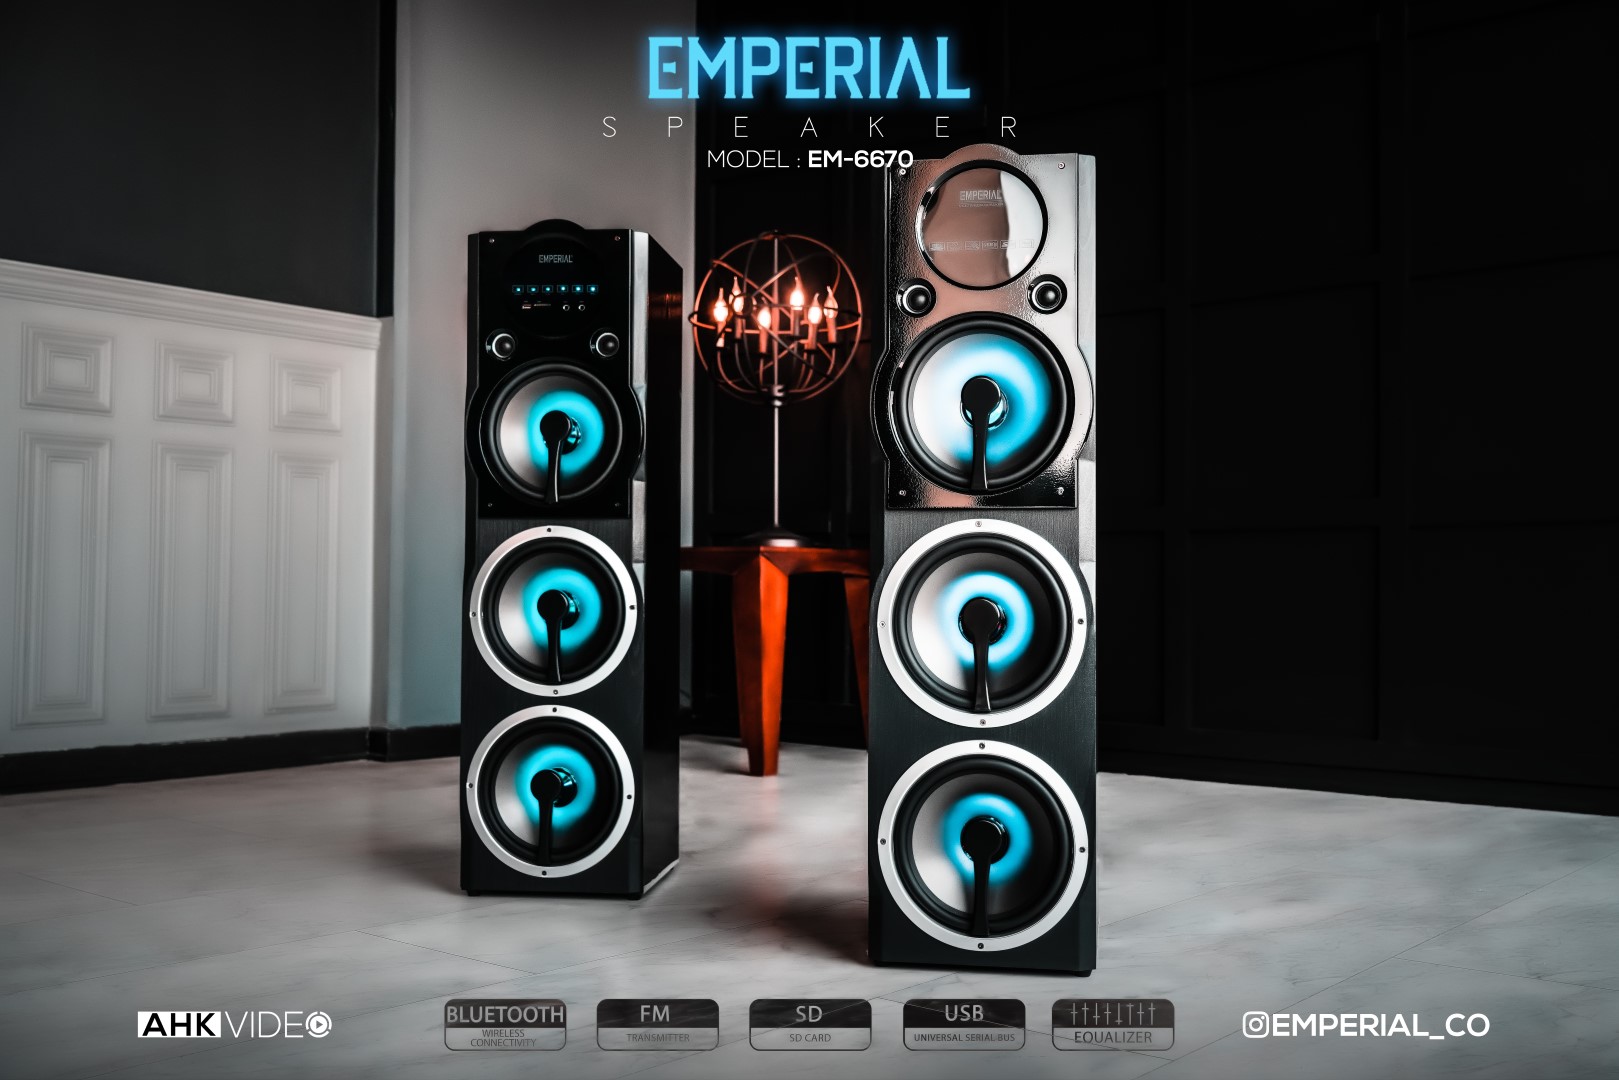 EMPERIAL
SPEAKER
MODEL : EM-6670
EMPERIAL
EMPERIAL
AHK VIDEO
BLUETOOTH
WIRELESS
CONNECTIVITY
FM
TRANSMITTER
SD
SD CARD
USB
UNIVERSAL SERIAL BUS
EQUALIZER
EMPERIAL_CO